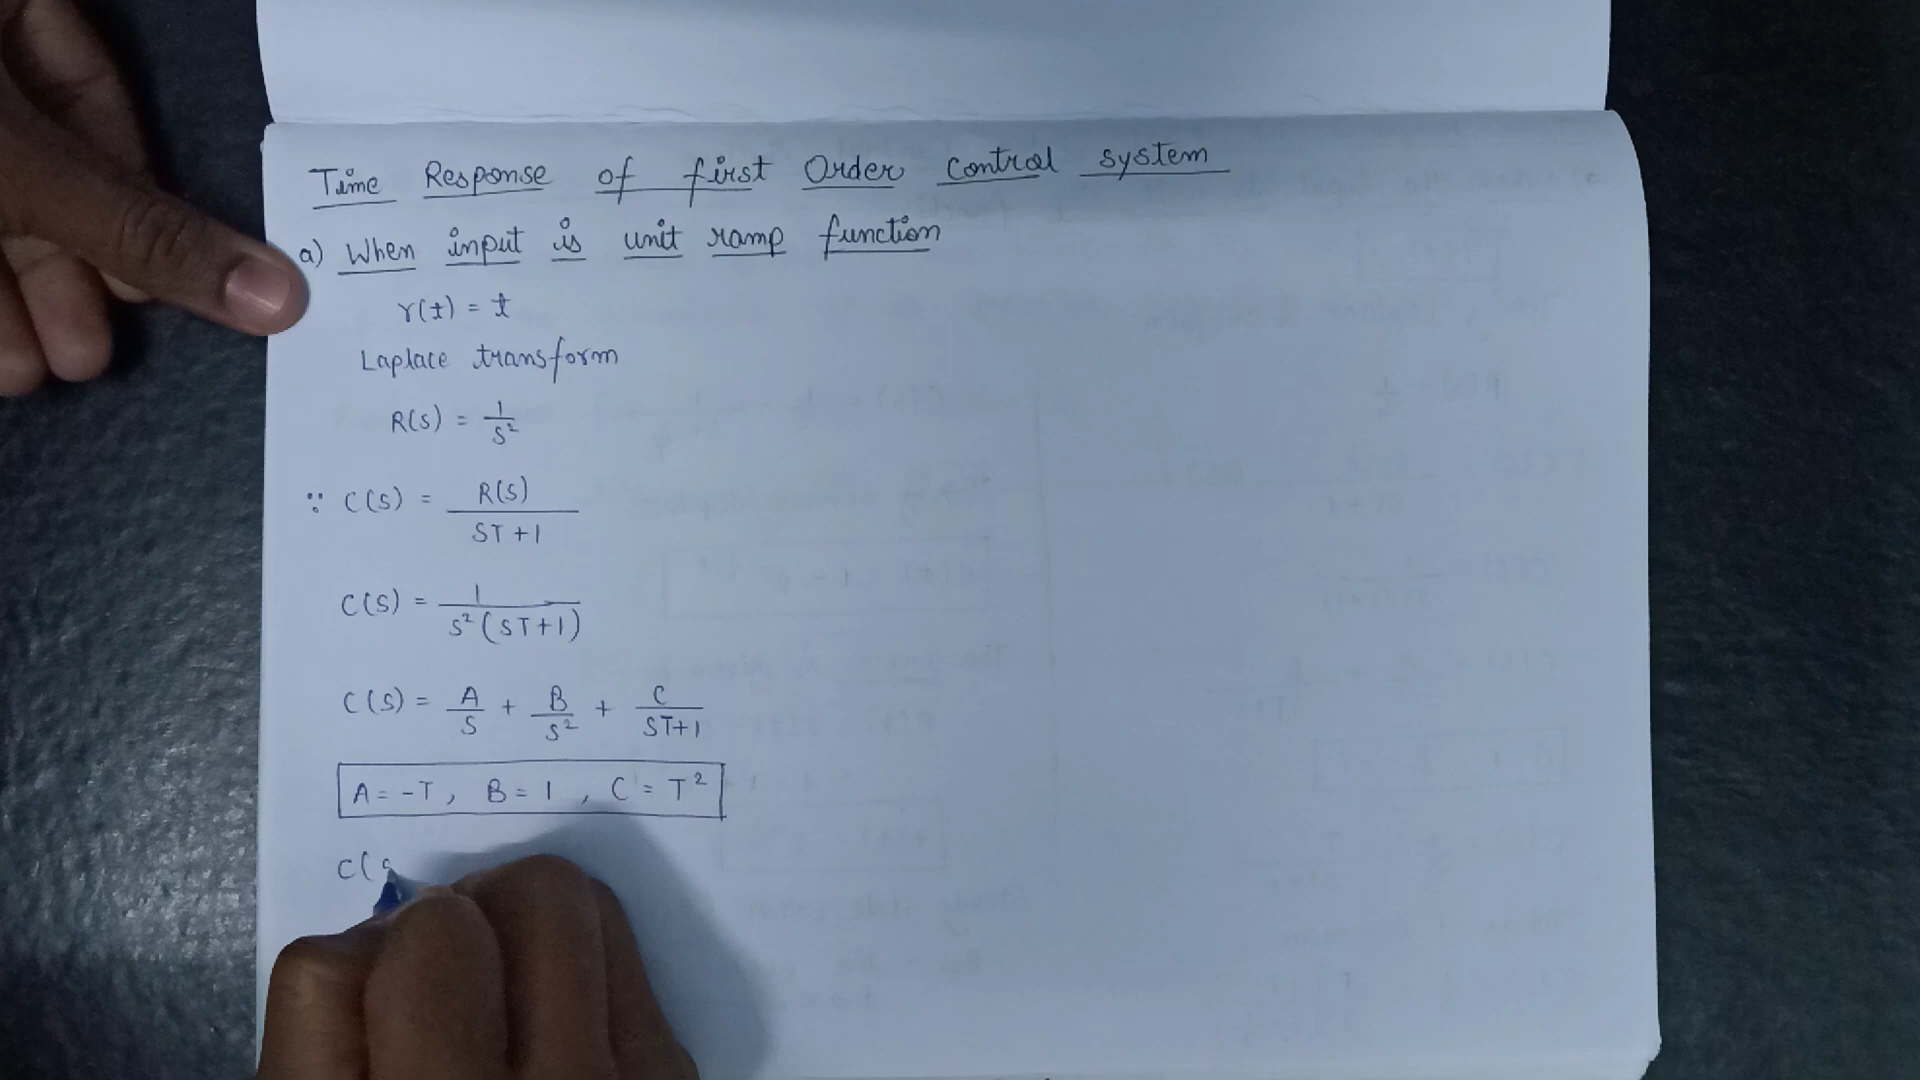 Time Response of first Order control system
a) When input is unit ramp function
r(t) = t
Laplace transform
R(s) = 1/s²
∵ C(s) = R(s)/(ST+1)
C(s) = 1/(s²(ST+1))
C(s) = A/S + B/s² + C/(ST+1)
A = -T, B = 1, C = T²
C(s